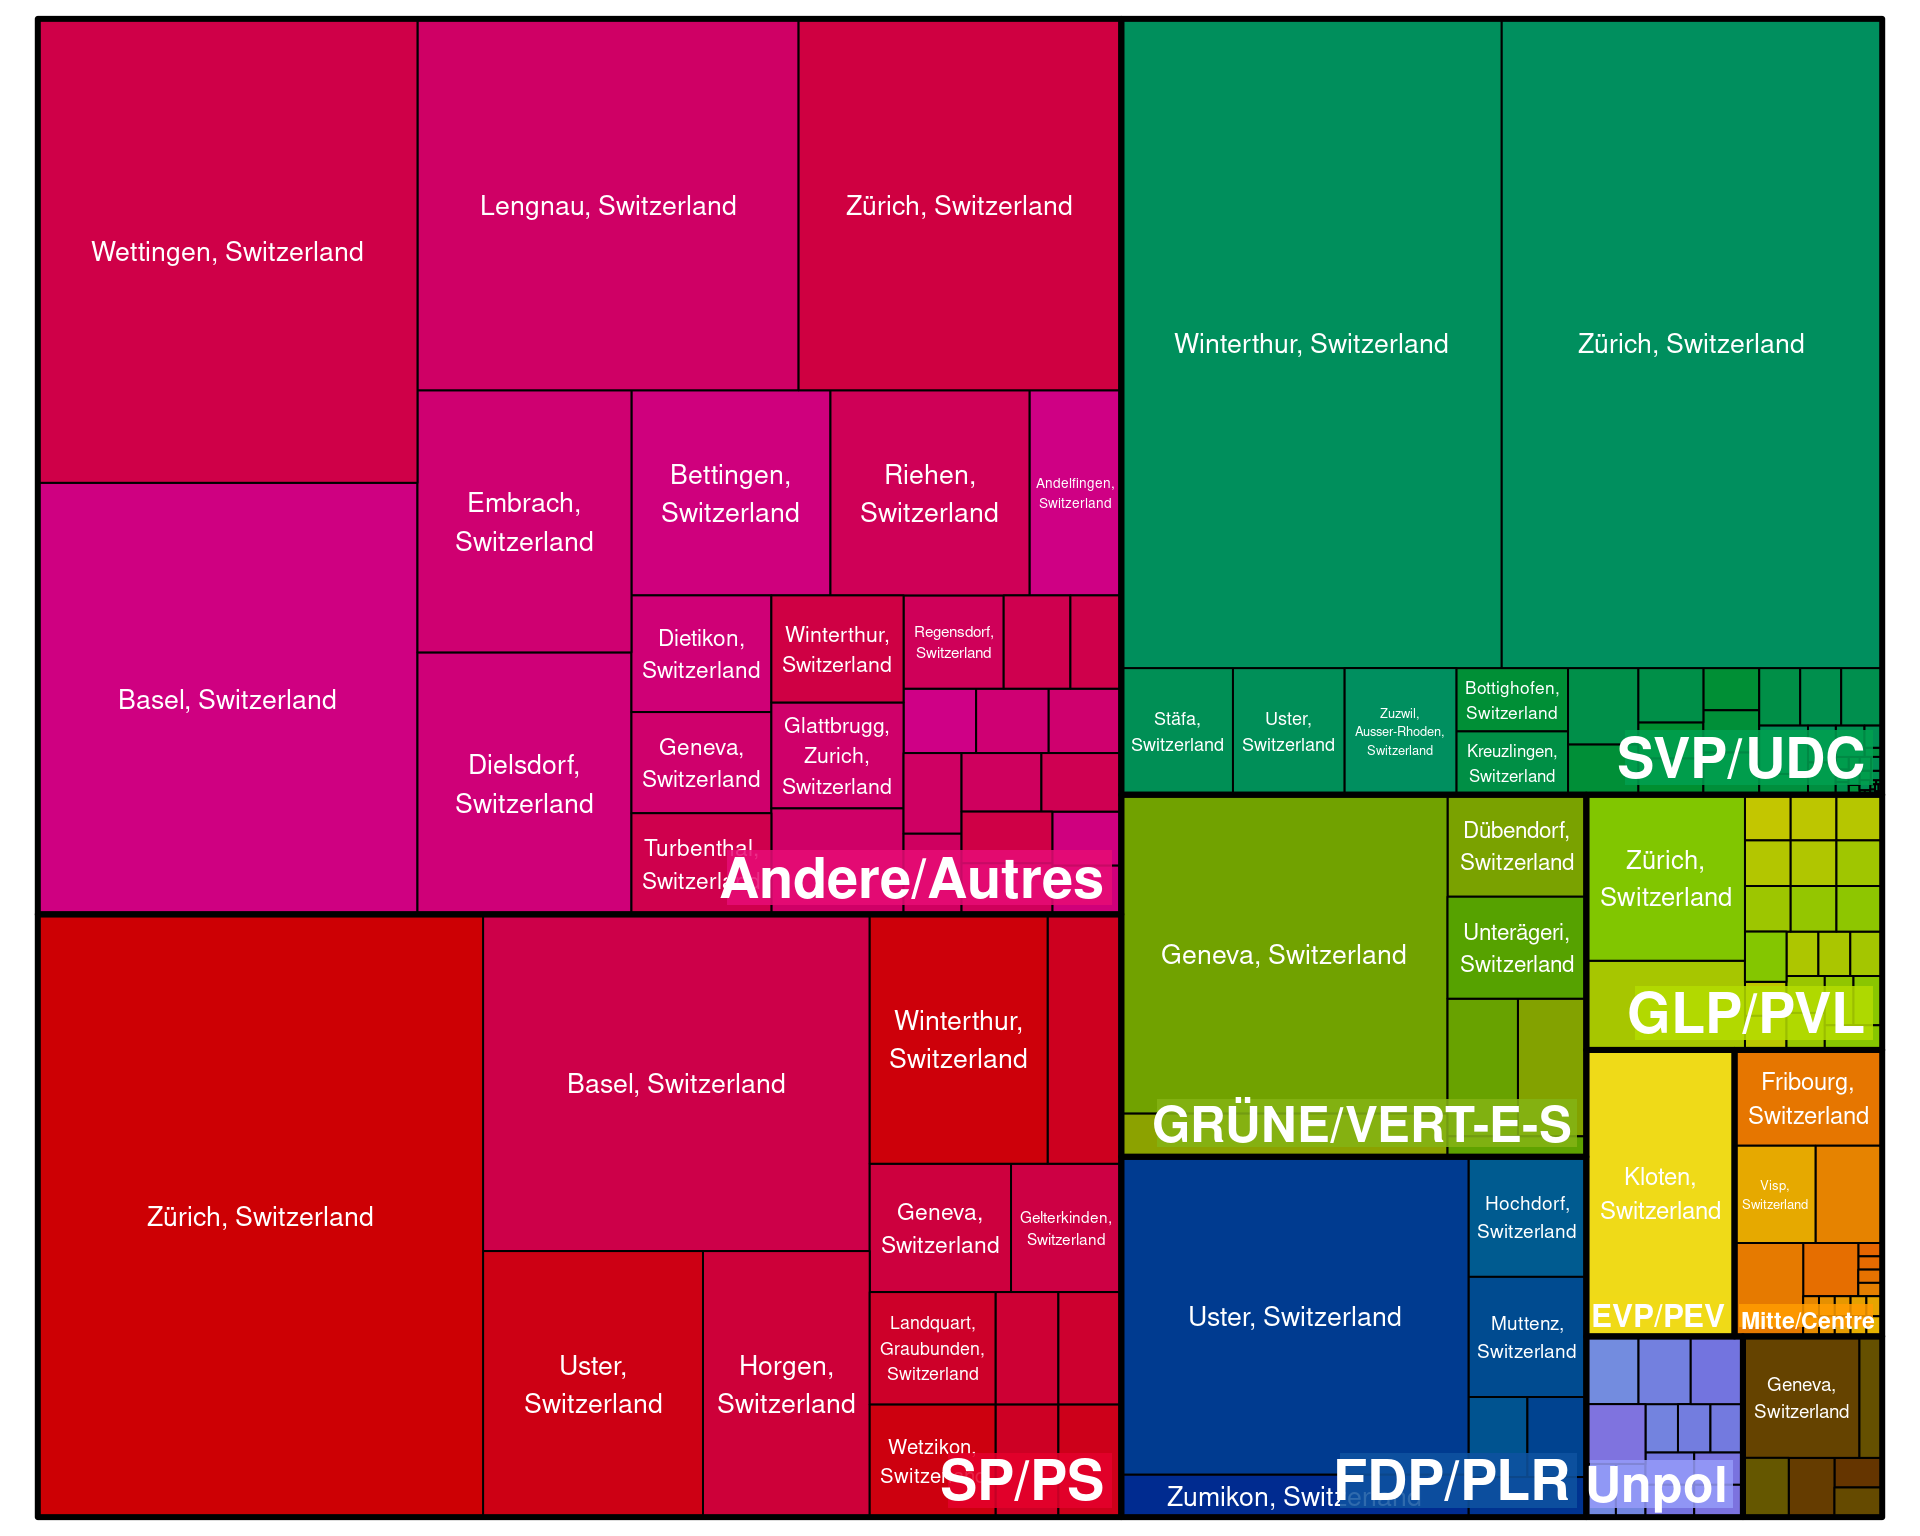 Wettingen, Switzerland
Lengnau, Switzerland
Zürich, Switzerland
Basel, Switzerland
Embrach,
Switzerland
Bettingen,
Switzerland
Riehen,
Switzerland
Andelfingen,
Switzerland
Dielsdorf,
Switzerland
Dietikon,
Switzerland
Winterthur,
Switzerland
Regensdorf,
Switzerland
Geneva,
Switzerland
Glattbrugg,
Zurich,
Switzerland
Turbenthal,
Switzerland
Andere/Autres
Winterthur, Switzerland
Zürich, Switzerland
Stäfa,
Switzerland
Uster,
Switzerland
Zuzwil,
Ausser-Rhoden,
Switzerland
Bottighofen,
Switzerland
Kreuzlingen,
Switzerland
SVP/UDC
Zürich, Switzerland
Basel, Switzerland
Winterthur,
Switzerland
Uster,
Switzerland
Horgen,
Switzerland
Geneva,
Switzerland
Gelterkinden,
Switzerland
Landquart,
Graubunden,
Switzerland
Wetzikon,
Switzerland
SP/PS
Geneva, Switzerland
Dübendorf,
Switzerland
Unterägeri,
Switzerland
GRÜNE/VERT-E-S
Zürich,
Switzerland
GLP/PVL
Uster, Switzerland
Hochdorf,
Switzerland
Muttenz,
Switzerland
Zumikon, Switzerland
FDP/PLR
Kloten,
Switzerland
EVP/PEV
Fribourg,
Switzerland
Visp,
Switzerland
Mitte/Centre
Unpol
Geneva,
Switzerland